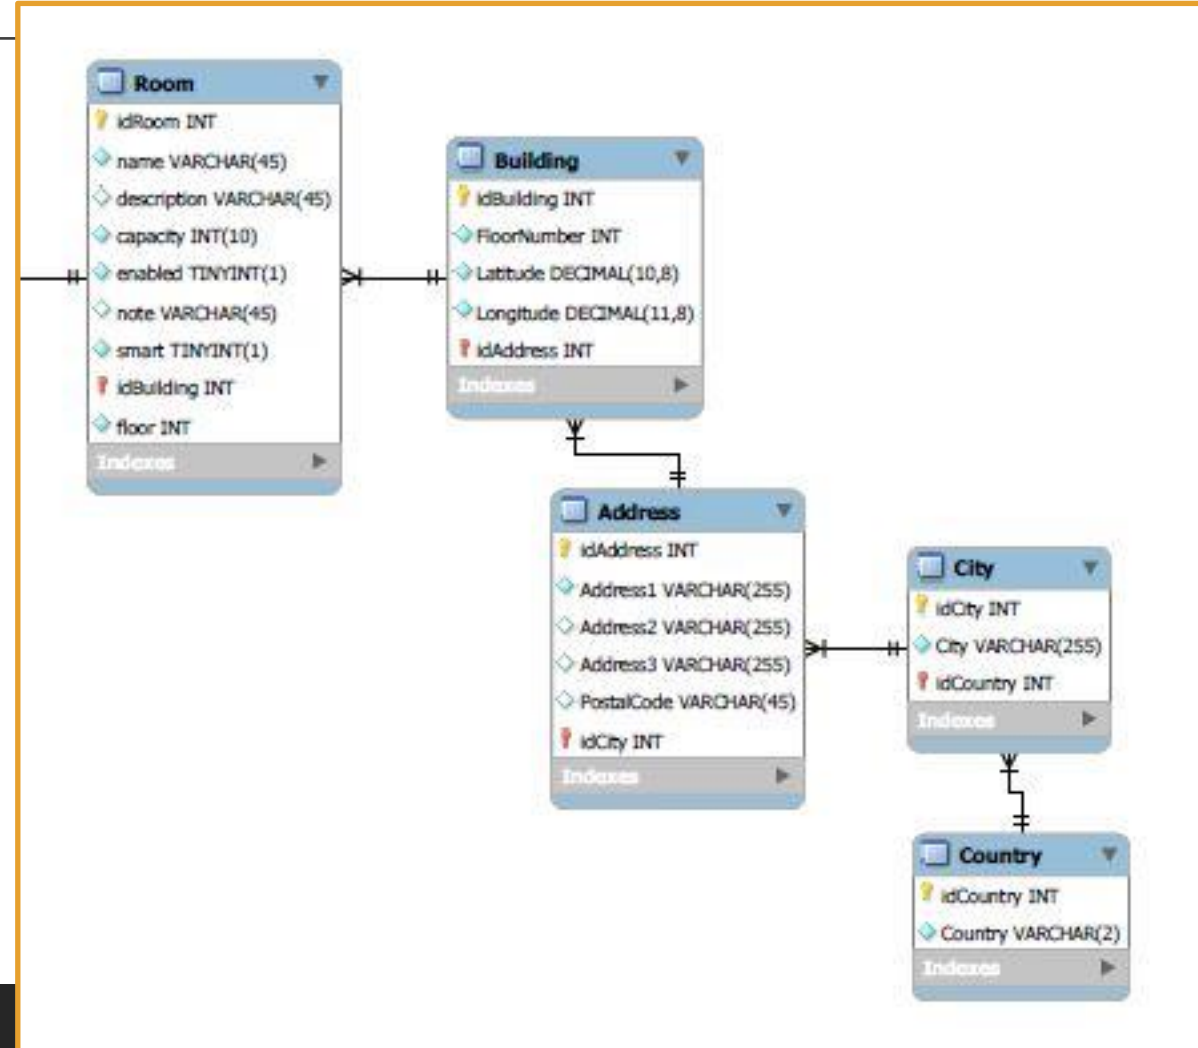 Room
idRoom INT
name VARCHAR(45)
description VARCHAR(45)
capacity INT(10)
enabled TINYINT(1)
note VARCHAR(45)
smart TINYINT(1)
idBuilding INT
floor INT
Indexes
Building
idBuilding INT
FloorNumber INT
Latitude DECIMAL(10,8)
Longitude DECIMAL(11,8)
idAddress INT
Indexes
Address
idAddress INT
Address1 VARCHAR(255)
Address2 VARCHAR(255)
Address3 VARCHAR(255)
PostalCode VARCHAR(45)
idCity INT
Indexes
City
idCity INT
City VARCHAR(255)
idCountry INT
Indexes
Country
idCountry INT
Country VARCHAR(2)
Indexes